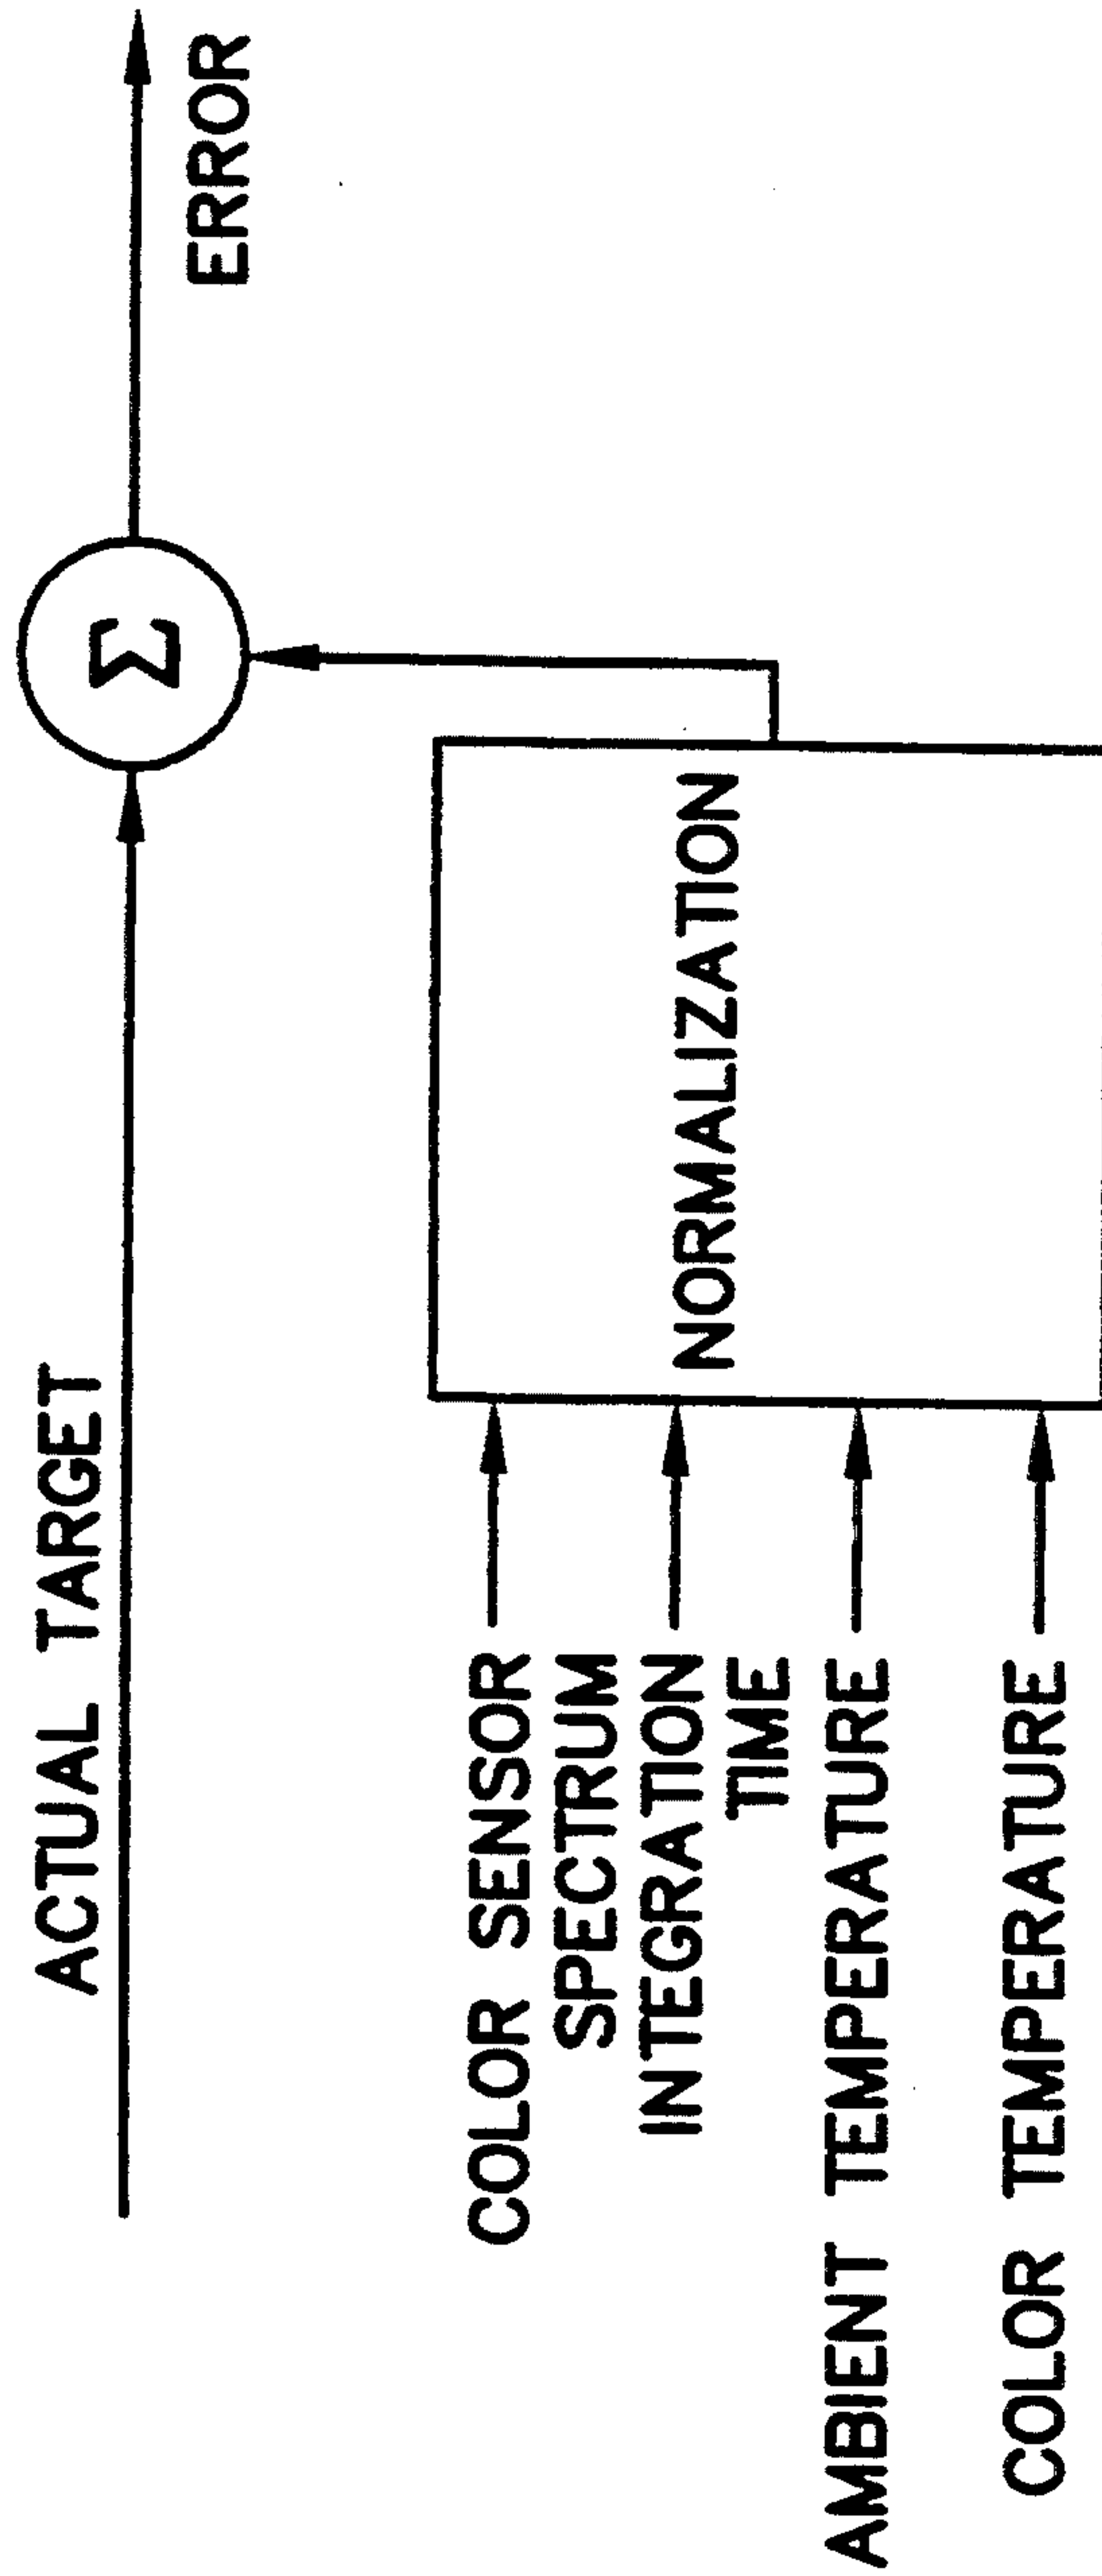 ACTUAL TARGET
Σ
ERROR
COLOR SENSOR
SPECTRUM
INTEGRATION
TIME
AMBIENT TEMPERATURE
COLOR TEMPERATURE
NORMALIZATION